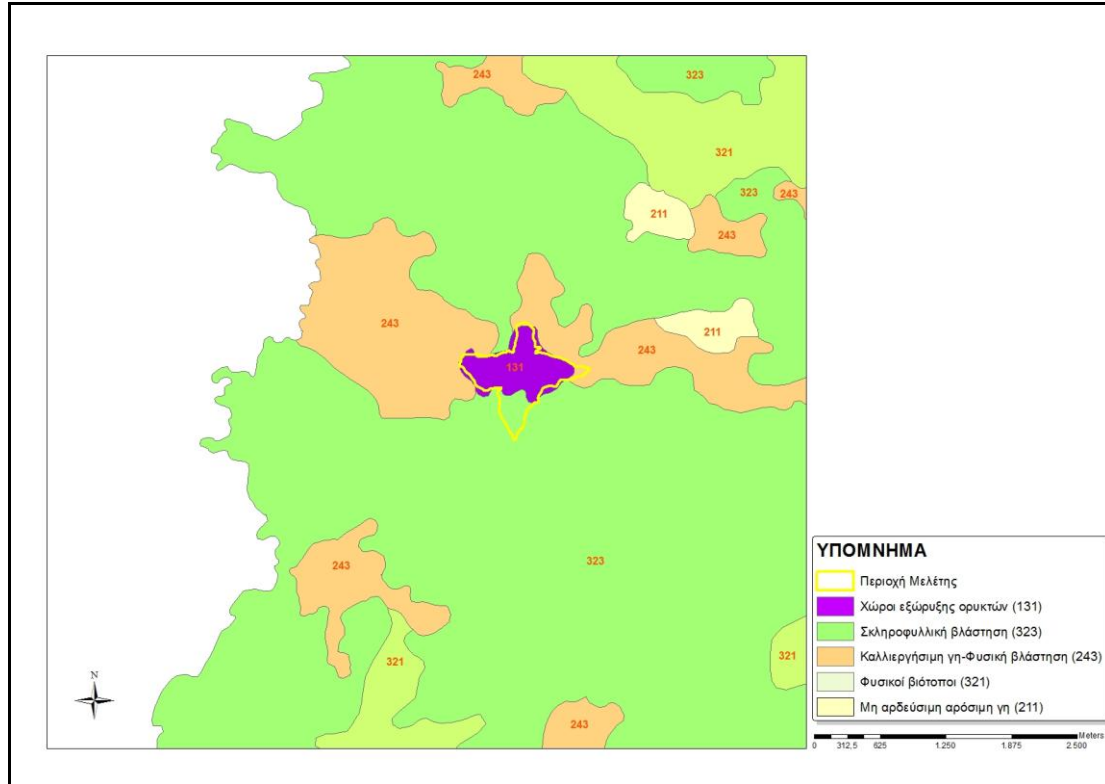 243
323
321
323
243
211
243
243
211
243
131
323
243
321
321
243
N
ΥΠΟΜΝΗΜΑ
Περιοχή Μελέτης
Χώροι εξώρυξης ορυκτών (131)
Σκληροφυλλική βλάστηση (323)
Καλλιεργήσιμη γη-Φυσική βλάστηση (243)
Φυσικοί βιότοποι (321)
Μη αρδεύσιμη αρόσιμη γη (211)
Meters
0 312,5 625 1.250 1.875 2.500